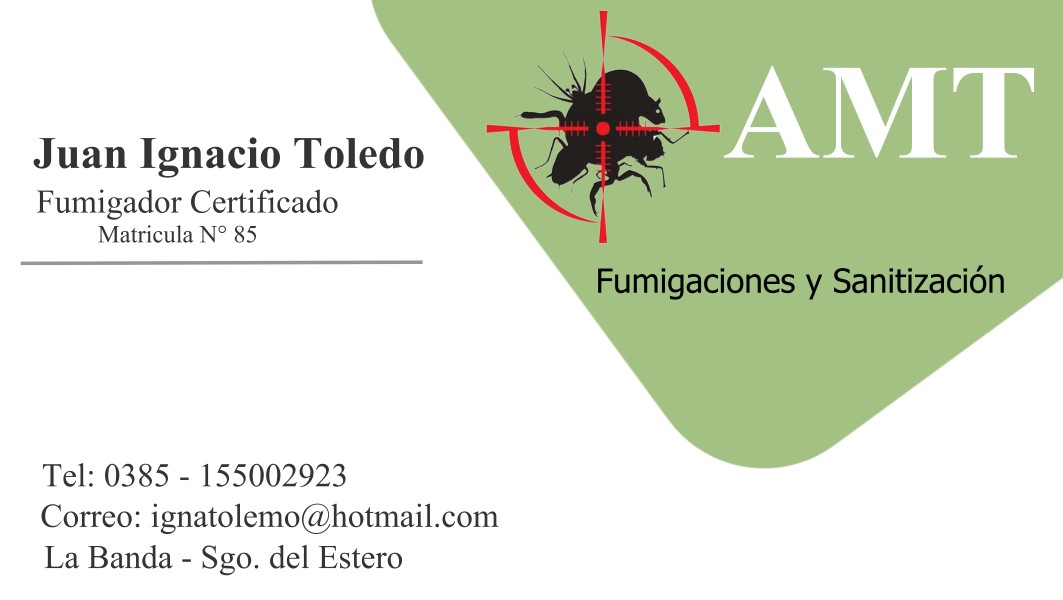 AMT
Fumigaciones y Sanitización
Juan Ignacio Toledo
Fumigador Certificado
Matricula N° 85
Tel: 0385 - 155002923
Correo: ignatolemo@hotmail.com
La Banda - Sgo. del Estero